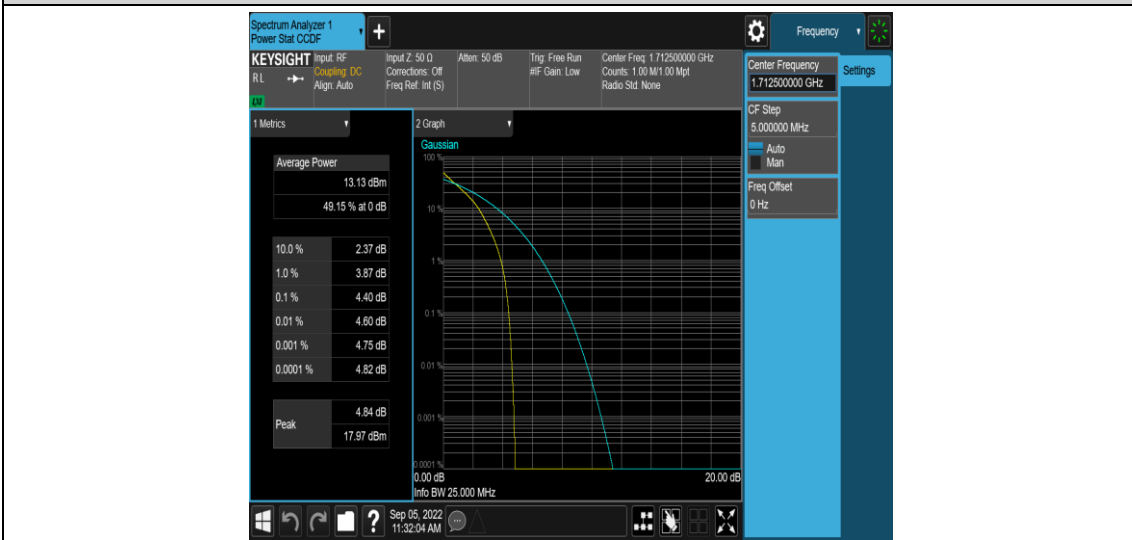 Spectrum Analyzer 1
Power Stat CCDF
+
Frequency
KEYSIGHT
RL
LXI
Input: RF
Coupling: DC
Align: Auto
Input Z: 50 Ω
Corrections: Off
Freq Ref: Int (S)
Atten: 50 dB
Trig: Free Run
#IF Gain: Low
Center Freq: 1.712500000 GHz
Counts: 1.00 M/1.00 Mpt
Radio Std: None
Center Frequency
1.712500000 GHz
Settings
CF Step
5.000000 MHz
Auto
Man
Freq Offset
0 Hz
1 Metrics
Average Power
13.13 dBm
49.15 % at 0 dB
10.0 % 2.37 dB
1.0 % 3.87 dB
0.1 % 4.40 dB
0.01 % 4.60 dB
0.001 % 4.75 dB
0.0001 % 4.82 dB
Peak
4.84 dB
17.97 dBm
2 Graph
Gaussian
100 %
10 %
1 %
0.1 %
0.01 %
0.001 %
0.0001 %
0.00 dB 20.00 dB
Info BW 25.000 MHz
?
Sep 05, 2022
11:32:04 AM